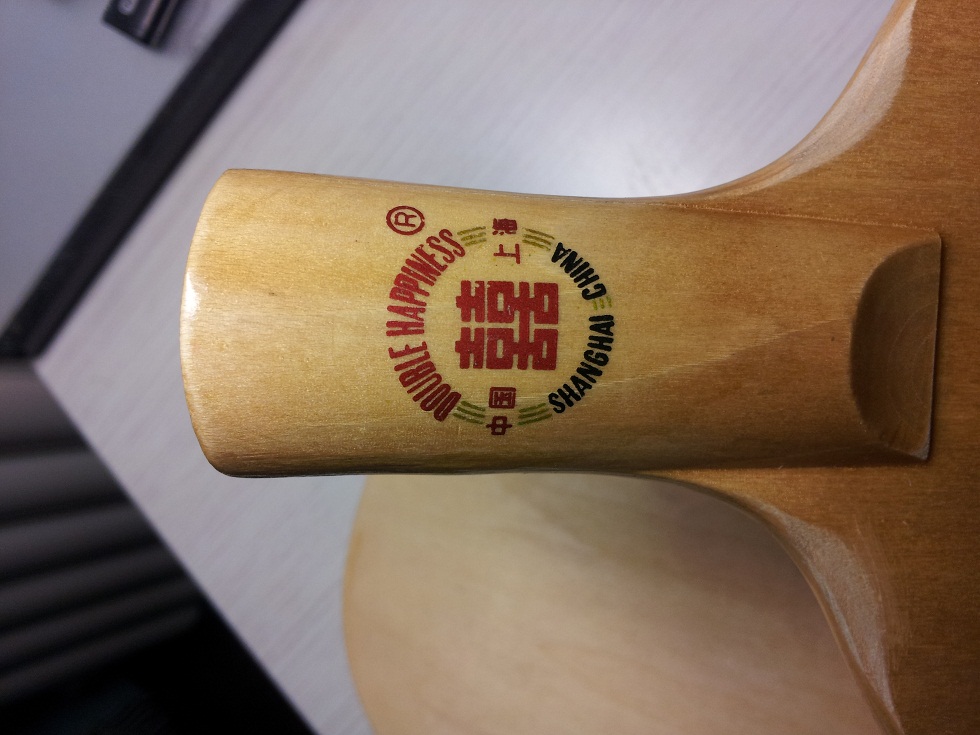 DOUBLE HAPPINESS ®
中国 囍 上海
SHANGHAI CHINA